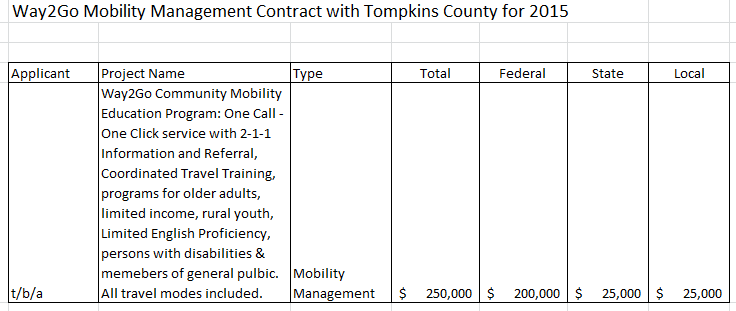 Way2Go Mobility Management Contract with Tompkins County for 2015
Applicant Project Name Type Total Federal State Local
Way2Go Community Mobility
Education Program: One Call -
One Click service with 2-1-1
Information and Referral,
Coordinated Travel Training,
programs for older adults,
limited income, rural youth,
Limited English Proficiency,
persons with disabilities &
memebers of general pulbic. Mobility
t/b/a All travel modes included. Management $ 250,000 $ 200,000 $ 25,000 $ 25,000